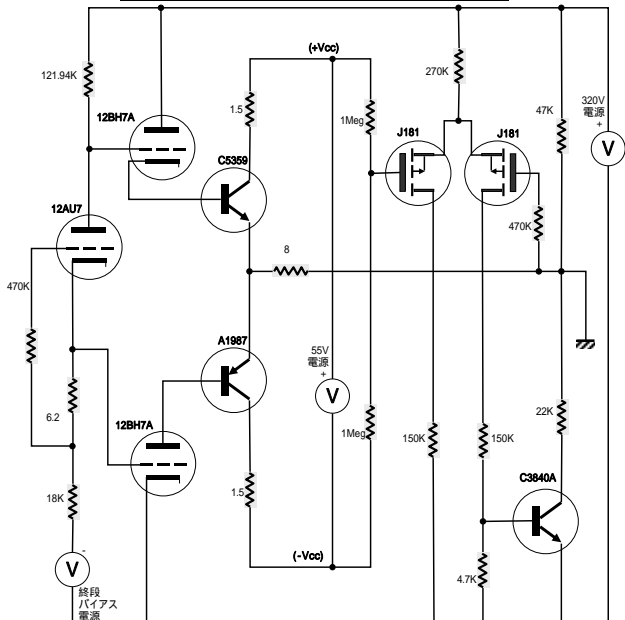 121.94K
12BH7A
1.5
(+Vcc)
1Meg
270K
J181
J181
47K
320V
電源
+
V
C5359
12AU7
470K
470K
8
A1987
55V
電源
+
V
6.2
12BH7A
1Meg
150K
150K
22K
C3840A
18K
1.5
(-Vcc)
-
V
終段
バイアス
電源
4.7K